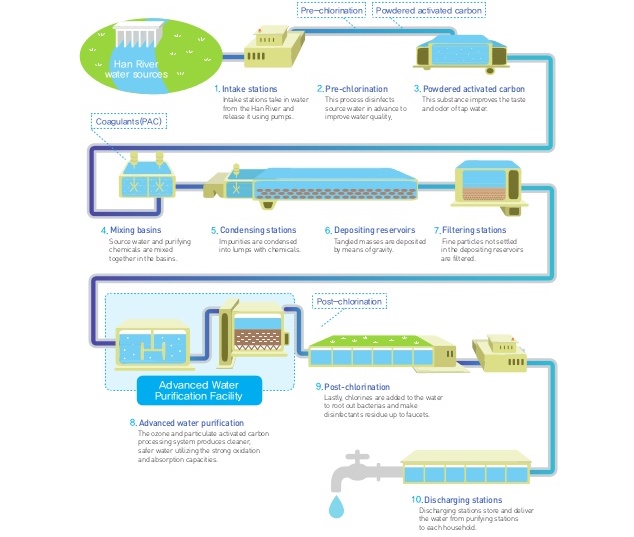 Pre-chlorination
Powdered activated carbon
Han River
water sources
1. Intake stations
Intake stations take in water
from the Han River and
release it using pumps.
2. Pre-chlorination
This process disinfects
source water in advance to
improve water quality.
3. Powdered activated carbon
This substance improves the taste
and odor of tap water.
Coagulants(PAC)
4. Mixing basins
Source water and purifying
chemicals are mixed
together in the basins.
5. Condensing stations
Impurities are condensed
into lumps with chemicals.
6. Depositing reservoirs
Tangled masses are deposited
by means of gravity.
7. Filtering stations
Fine particles not settled
in the depositing reservoirs
are filtered.
Post-chlorination
Advanced Water
Purification Facility
8. Advanced water purification
The ozone and particulate activated carbon
processing system produces cleaner,
safer water utilizing the strong oxidation
and absorption capacities.
9. Post-chlorination
Lastly, chlorines are added to the water
to root out bacterias and make
disinfectants residue up to faucets.
10. Discharging stations
Discharging stations store and deliver
the water from purifying stations
to each household.